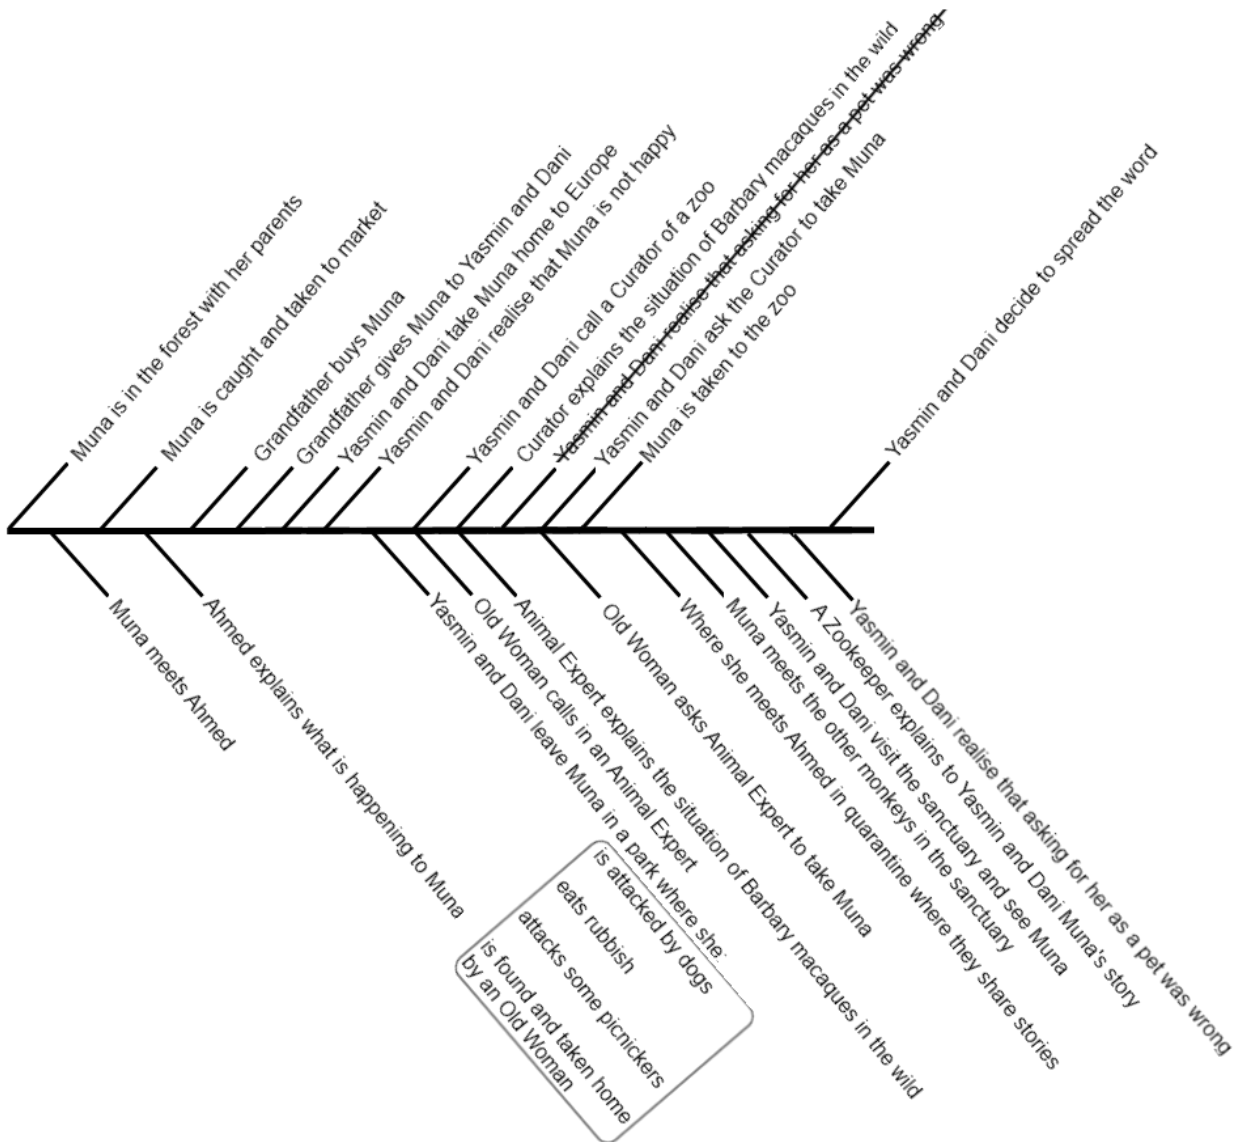 Muna is in the forest with her parents
Muna is caught and taken to market
Grandfather buys Muna
Grandfather gives Muna to Yasmin and Dani
Yasmin and Dani take Muna home to Europe
Yasmin and Dani realise that Muna is not happy
Yasmin and Dani call a Curator of a zoo
Curator explains the situation of Barbary macaques in the wild
Yasmin and Dani realise that asking for her as a pet was wrong
Yasmin and Dani ask the Curator to take Muna
Muna is taken to the zoo
Yasmin and Dani decide to spread the word
Muna meets Ahmed
Ahmed explains what is happening to Muna
Yasmin and Dani leave Muna in a park where she:
is attacked by dogs
eats rubbish
attacks some picnickers
is found and taken home
by an Old Woman
Old Woman calls in an Animal Expert
Animal Expert explains the situation of Barbary macaques in the wild
Old Woman asks Animal Expert to take Muna
Where she meets Ahmed in quarantine where they share stories
Muna meets the other monkeys in the sanctuary
Yasmin and Dani visit the sanctuary and see Muna
A Zookeeper explains to Yasmin and Dani Muna's story
Yasmin and Dani realise that asking for her as a pet was wrong